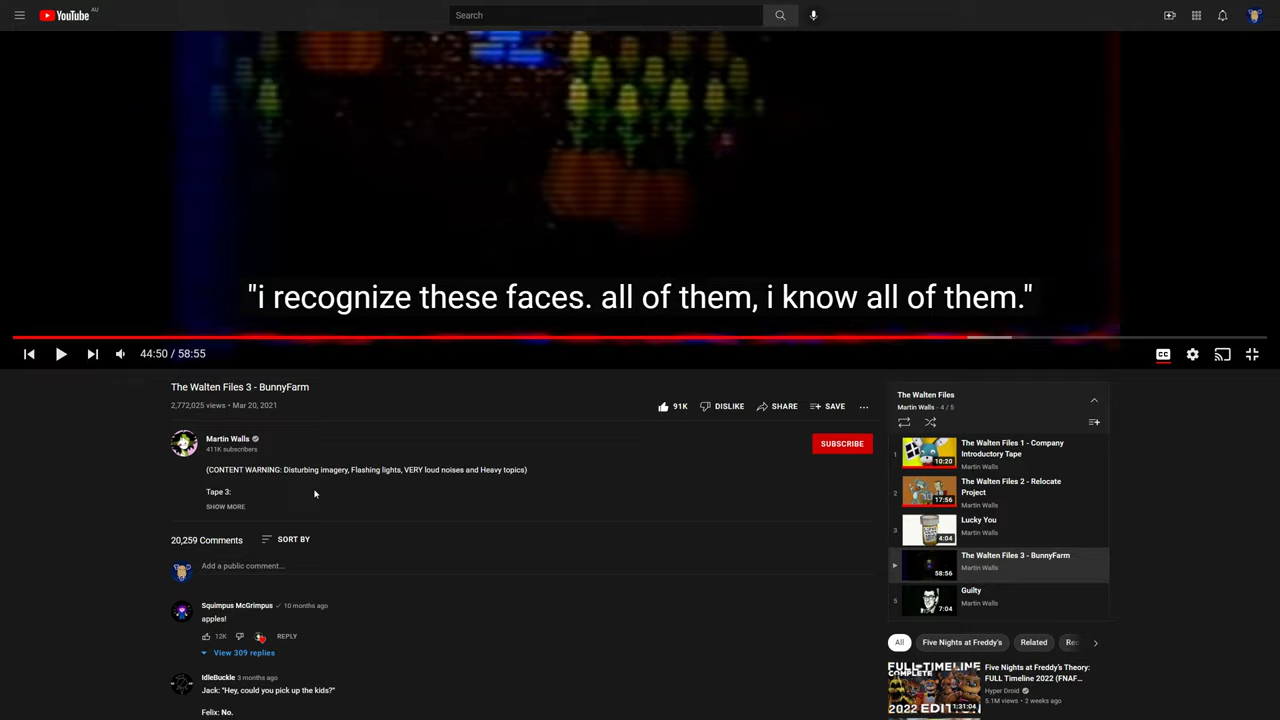 YouTube AU
Search
"i recognize these faces. all of them, i know all of them."
44:50 / 58:55
CC
The Walten Files 3 - BunnyFarm
2,772,025 views • Mar 20, 2021
91K
DISLIKE
SHARE
SAVE
Martin Walls
411K subscribers
SUBSCRIBE
(CONTENT WARNING: Disturbing imagery, Flashing lights, VERY loud noises and Heavy topics)
Tape 3:
SHOW MORE
20,259 Comments
SORT BY
Add a public comment...
Squimpus McGrimpus
10 months ago
apples!
12K
REPLY
View 309 replies
IdleBuckle 3 months ago
Jack: "Hey, could you pick up the kids?"
Felix: No.
The Walten Files
Martin Walls - 4 / 5
1
10:20
The Walten Files 1 - Company
Introductory Tape
Martin Walls
2
17:56
The Walten Files 2 - Relocate
Project
Martin Walls
3
4:04
Lucky You
Martin Walls
58:56
The Walten Files 3 - BunnyFarm
Martin Walls
5
7:04
Guilty
Martin Walls
All
Five Nights at Freddy's
Related
Rec
FULL-TIMELINE
COMPLETE
2022 EDIT
1:31:04
Five Nights at Freddy's Theory:
FULL Timeline 2022 (FNAF...
Hyper Droid
5.1M views • 2 weeks ago